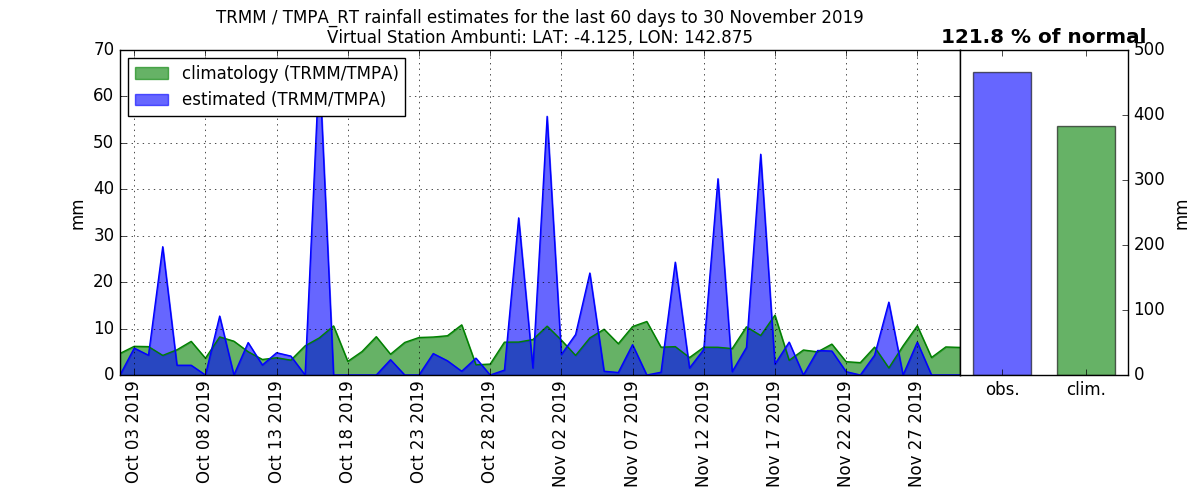 TRMM / TMPA_RT rainfall estimates for the last 60 days to 30 November 2019
Virtual Station Ambunti: LAT: -4.125, LON: 142.875
121.8 % of normal
climatology (TRMM/TMPA)
estimated (TRMM/TMPA)
70
60
50
40
30
20
10
0
mm
Oct 03 2019
Oct 08 2019
Oct 13 2019
Oct 18 2019
Oct 23 2019
Oct 28 2019
Nov 02 2019
Nov 07 2019
Nov 12 2019
Nov 17 2019
Nov 22 2019
Nov 27 2019
obs.
clim.
500
400
300
200
100
0
mm